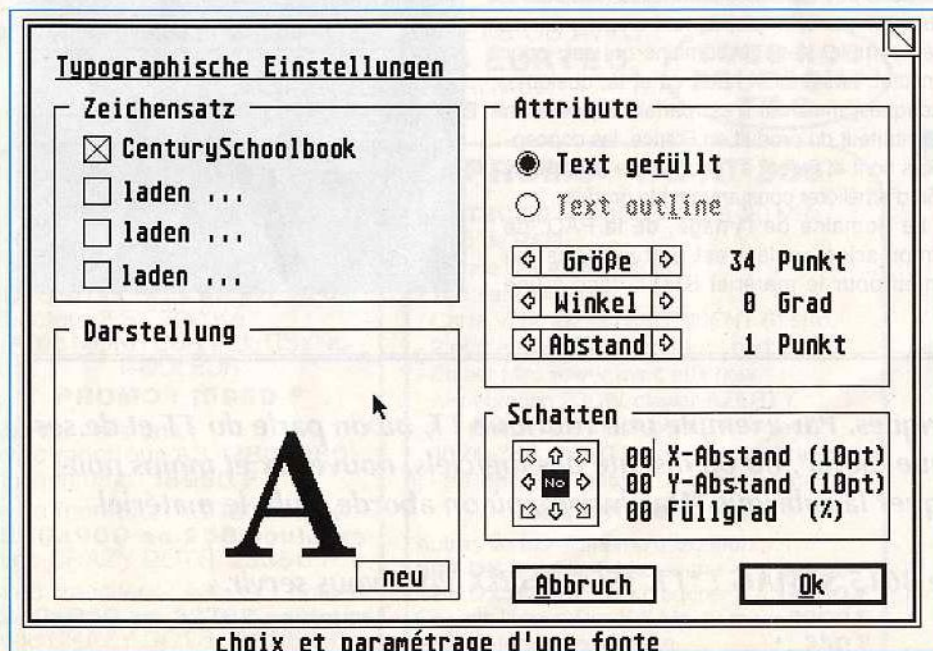 Typographische Einstellungen
Zeichensatz
CenturySchoolbook
laden ...
laden ...
laden ...
Darstellung
A
neu
Attribute
Text gefüllt
Text outline
Größe 34 Punkt
Winkel 0 Grad
Abstand 1 Punkt
Schatten
No
00 X-Abstand (10pt)
00 Y-Abstand (10pt)
00 Füllgrad (%)
Abbruch
Ok
choix et paramétrage d'une fonte